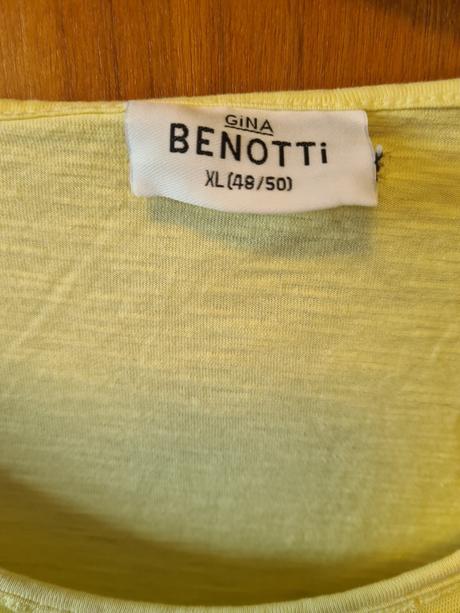 GiNA
BENOTTi
XL(48/50)